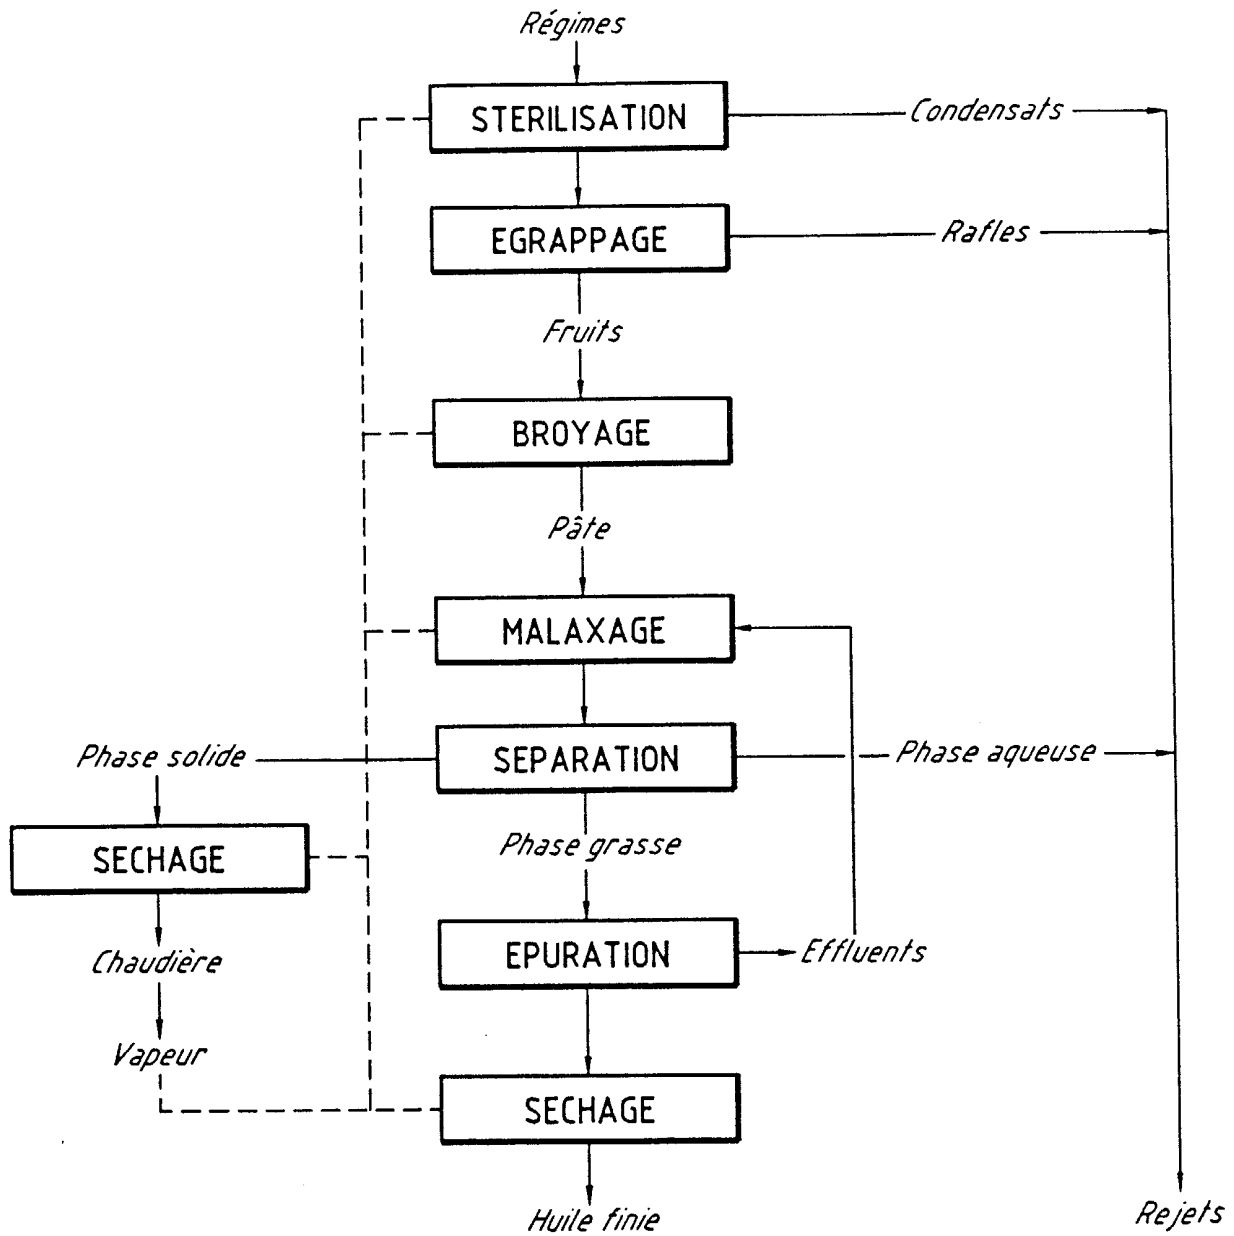 Régimes
STERILISATION
Condensats
EGRAPPAGE
Rafles
Fruits
BROYAGE
Pâte
MALAXAGE
Phase solide
SEPARATION
Phase aqueuse
SECHAGE
Phase grasse
Chaudière
EPURATION
Effluents
Vapeur
SECHAGE
Huile finie
Rejets